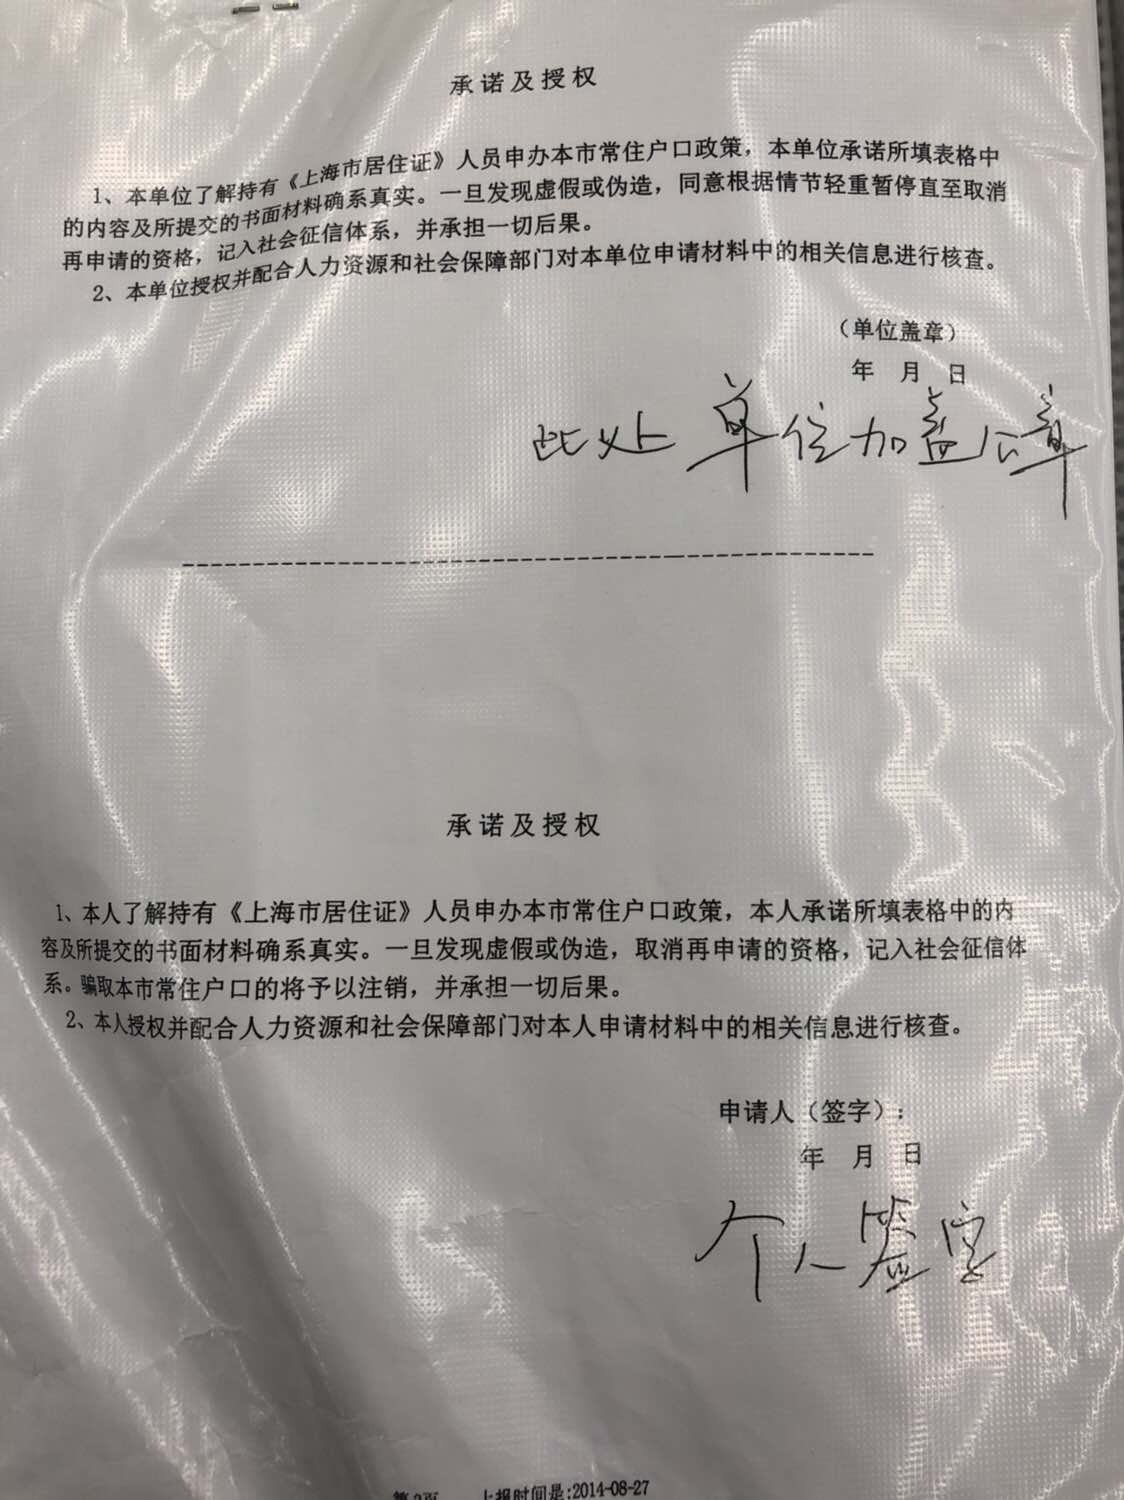 承诺及授权
1、本单位了解持有《上海市居住证》人员申办本市常住户口政策，本单位承诺所填表格中
的内容及所提交的书面材料确系真实。一旦发现虚假或伪造，同意根据情节轻重暂停直至取消
再申请的资格，记入社会征信体系，并承担一切后果。
2、本单位授权并配合人力资源和社会保障部门对本单位申请材料中的相关信息进行核查。
（单位盖章）
年 月 日
此处单位加盖公章
承诺及授权
1、本人了解持有《上海市居住证》人员申办本市常住户口政策，本人承诺所填表格中的内
容及所提交的书面材料确系真实。一旦发现虚假或伪造，取消再申请的资格，记入社会征信体
系。骗取本市常住户口的将予以注销，并承担一切后果。
2、本人授权并配合人力资源和社会保障部门对本人申请材料中的相关信息进行核查。
申请人（签字）：
年 月 日
个人签字
上报时间是:2014-08-27